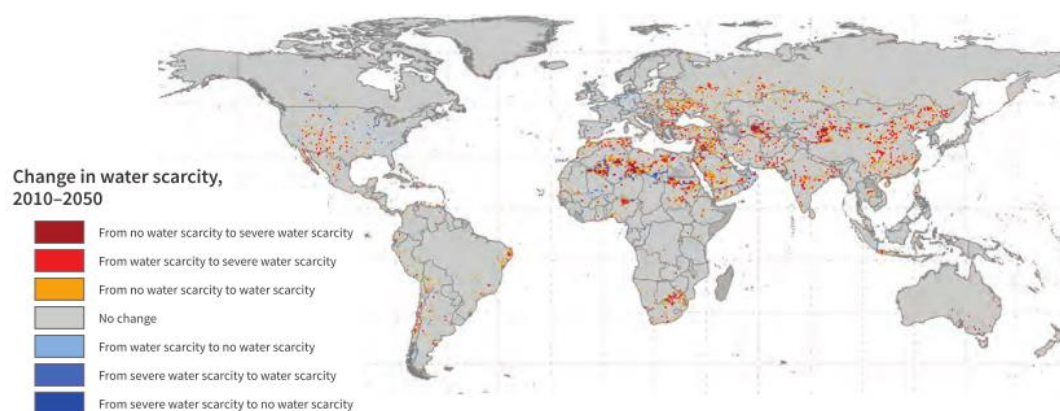 Change in water scarcity,
2010–2050
From no water scarcity to severe water scarcity
From water scarcity to severe water scarcity
From no water scarcity to water scarcity
No change
From water scarcity to no water scarcity
From severe water scarcity to water scarcity
From severe water scarcity to no water scarcity